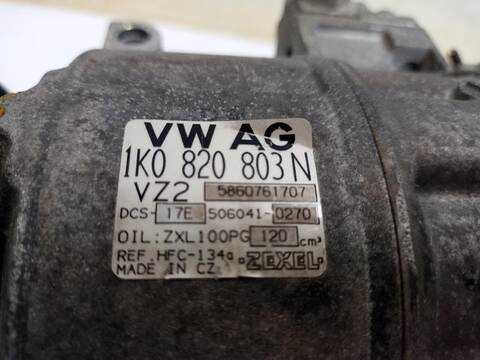 VW AG
1K0 820 803 N
VZ2 5860761707
DCS-17E 506041-0270
OIL:ZXL100PG 120 cm³
REF. HFC-134a ZEXEL
MADE IN CZ